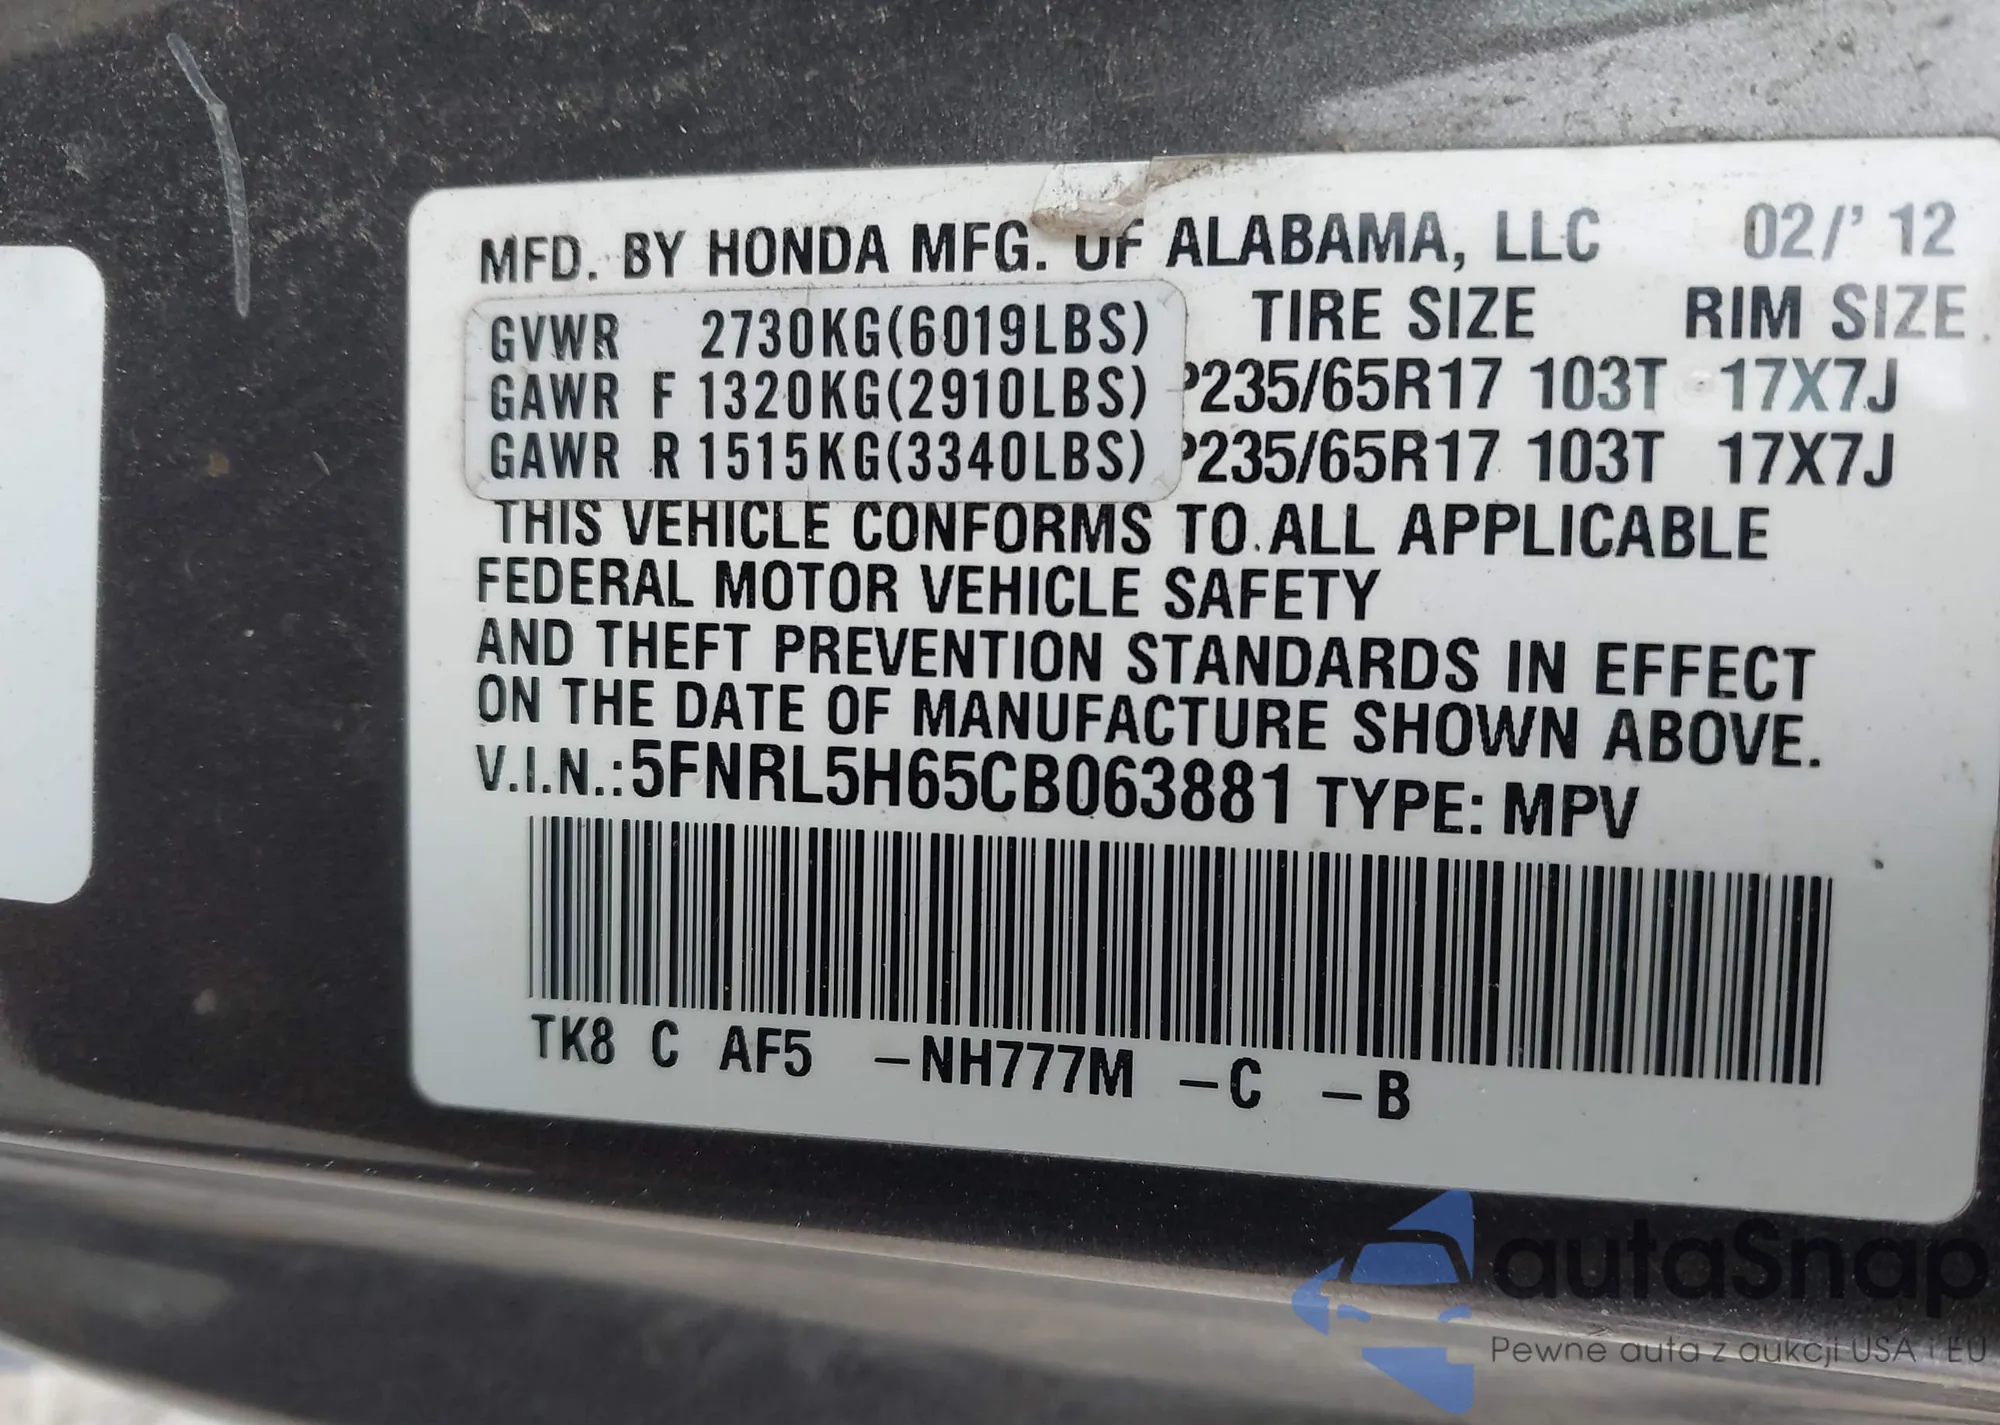 MFD. BY HONDA MFG. OF ALABAMA, LLC 02/' 12
GVWR 2730KG(6019LBS) TIRE SIZE RIM SIZE
GAWR F 1320KG(2910LBS) P235/65R17 103T 17X7J
GAWR R 1515KG(3340LBS) P235/65R17 103T 17X7J
THIS VEHICLE CONFORMS TO ALL APPLICABLE
FEDERAL MOTOR VEHICLE SAFETY
AND THEFT PREVENTION STANDARDS IN EFFECT
ON THE DATE OF MANUFACTURE SHOWN ABOVE.
V.I.N.:5FNRL5H65CB063881 TYPE: MPV
TK8 C AF5 –NH777M –C –B
autaSnap
Pewne auta z aukcji USA i EU